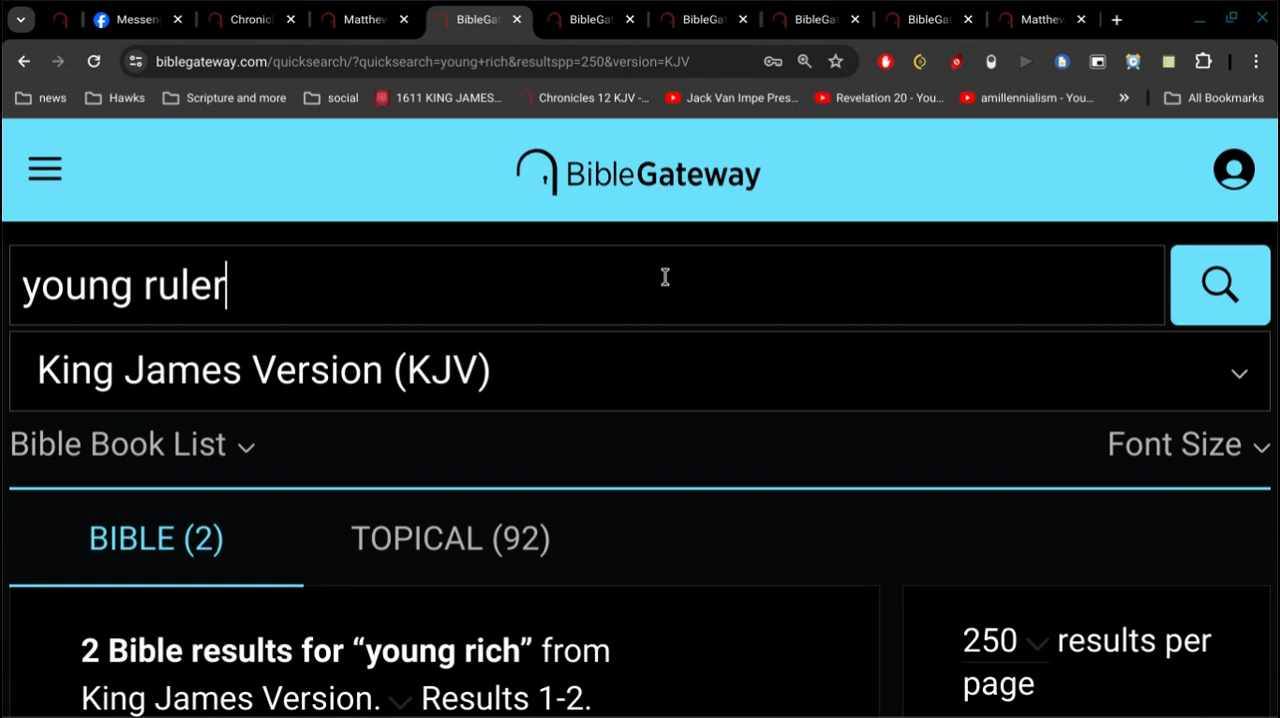 Messen
Chronic
Matthew
BibleGat
BibleGat
BibleGat
BibleGat
BibleGat
Matthew
biblegateway.com/quicksearch/?quicksearch=young+rich&resultspp=250&version=KJV
news
Hawks
Scripture and more
social
1611 KING JAMES...
Chronicles 12 KJV -...
Jack Van Impe Pres...
Revelation 20 - You...
amillennialism - You...
All Bookmarks
BibleGateway
young ruler
King James Version (KJV)
Bible Book List
Font Size
BIBLE (2)
TOPICAL (92)
2 Bible results for “young rich” from
King James Version. Results 1-2.
250 results per
page